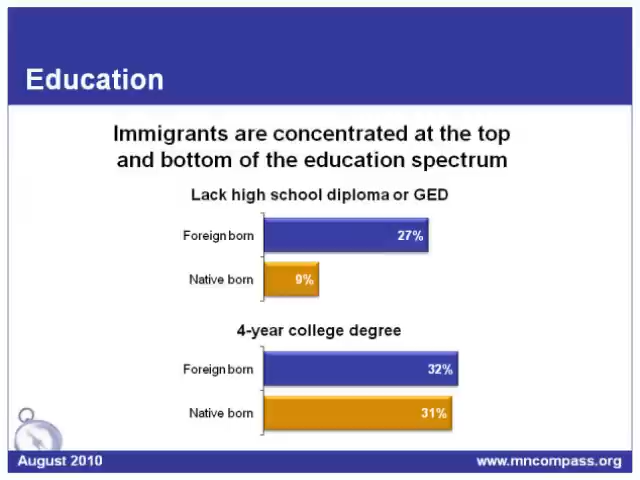 Education
Immigrants are concentrated at the top
and bottom of the education spectrum
Lack high school diploma or GED
Foreign born 27%
Native born 9%
4-year college degree
Foreign born 32%
Native born 31%
August 2010 www.mncompass.org